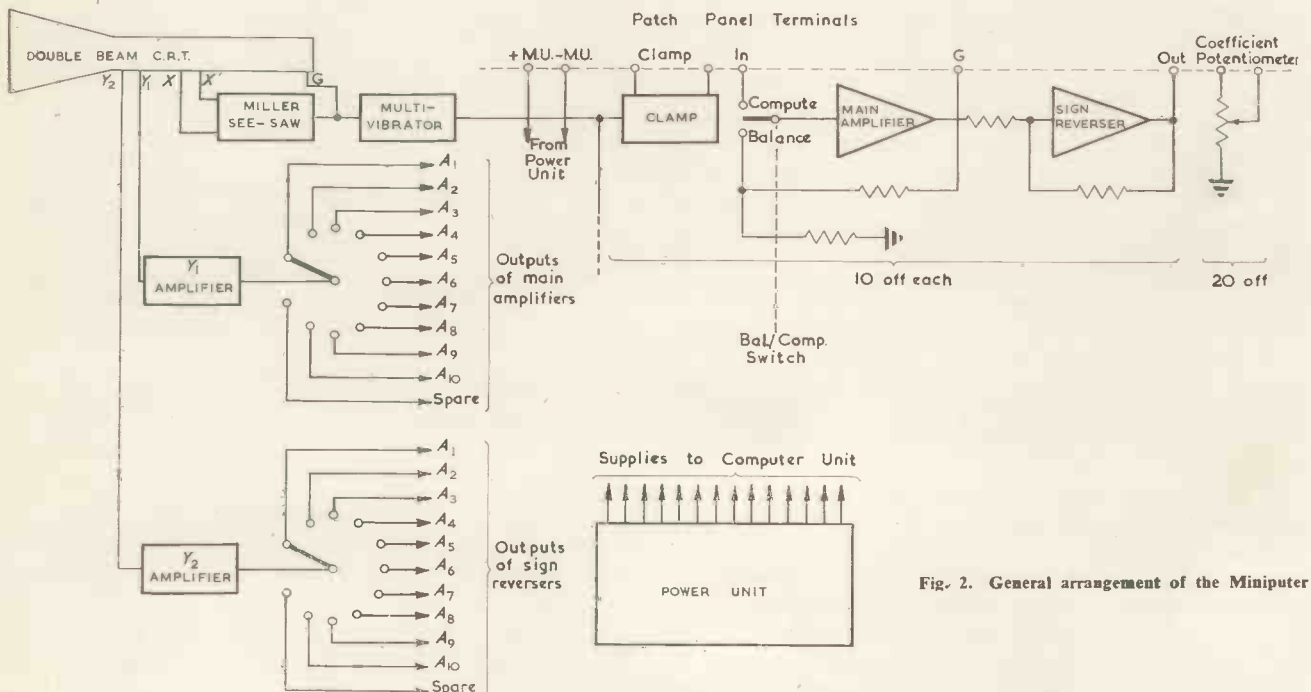 Patch Panel Terminals
DOUBLE BEAM C.R.T.
Y2 Y1 X X' G
MILLER
SEE-SAW
MULTI-
VIBRATOR
+M.U. -M.U.
From
Power
Unit
Clamp
CLAMP
In
Compute
Balance
MAIN
AMPLIFIER
G
SIGN
REVERSER
Out
Coefficient
Potentiometer
10 off each
20 off
Bal/Comp.
Switch
Y1
AMPLIFIER
A1
A2
A3
A4
A5
A6
A7
A8
A9
A10
Spare
Outputs
of main
amplifiers
Y2
AMPLIFIER
A1
A2
A3
A4
A5
A6
A7
A8
A9
A10
Spare
Outputs
of sign
reversers
Supplies to Computer Unit
POWER UNIT
Fig. 2. General arrangement of the Miniputer